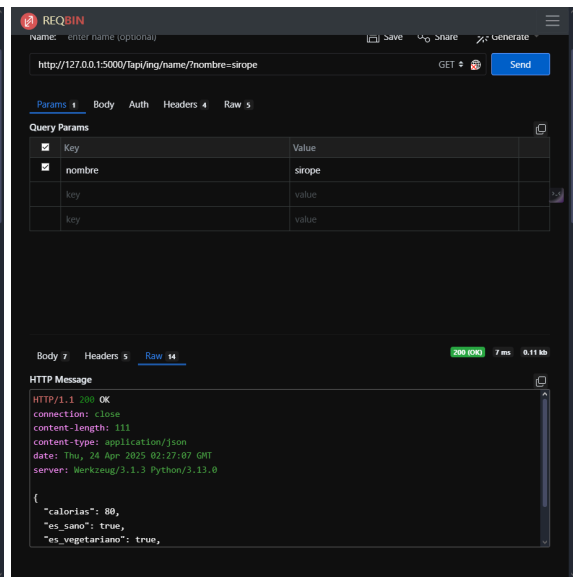 REQBIN
Name: enter name (optional) Save Share Generate
http://127.0.0.1:5000/Tapi/ing/name/?nombre=sirope GET Send
Params 1 Body Auth Headers 4 Raw 5
Query Params
Key Value
nombre sirope
key value
key value
Body 7 Headers 5 Raw 14 200 (OK) 7 ms 0.11 kb
HTTP Message
HTTP/1.1 200 OK
connection: close
content-length: 111
content-type: application/json
date: Thu, 24 Apr 2025 02:27:07 GMT
server: Werkzeug/3.1.3 Python/3.13.0
{
"calorias": 80,
"es_sano": true,
"es_vegetariano": true,